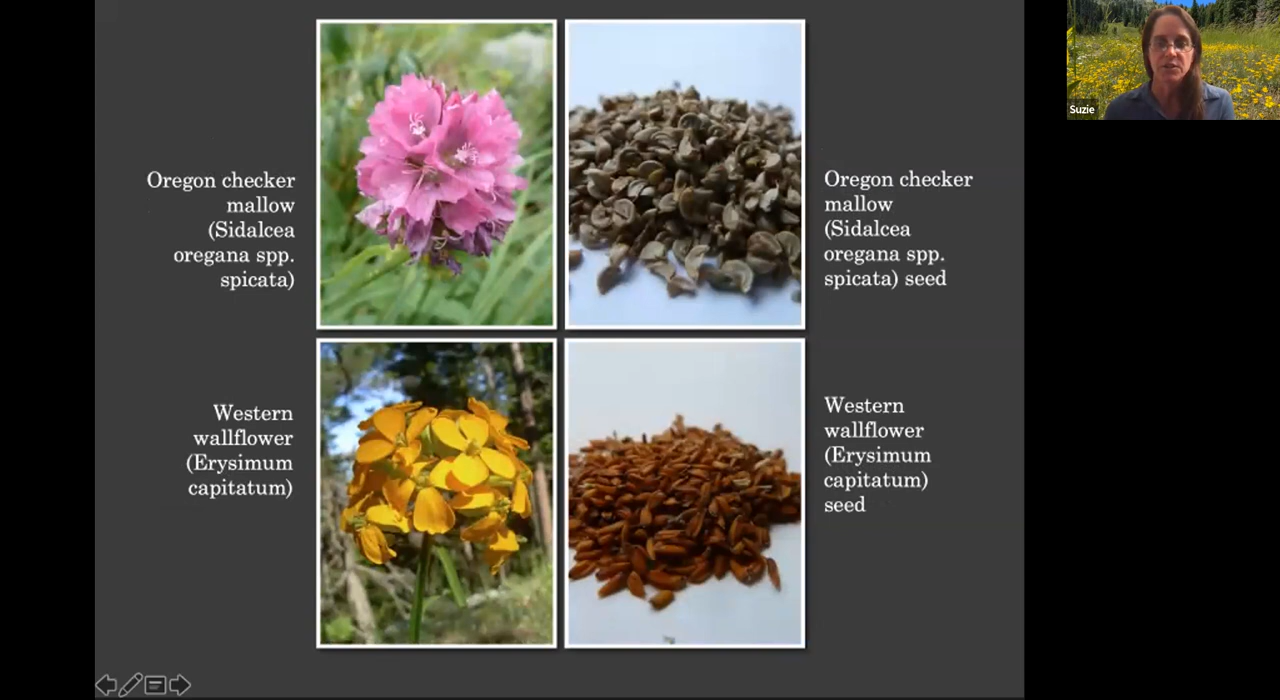 Oregon checker
mallow
(Sidalcea
oregana spp.
spicata)
Oregon checker
mallow
(Sidalcea
oregana spp.
spicata) seed
Western
wallflower
(Erysimum
capitatum)
Western
wallflower
(Erysimum
capitatum)
seed
Suzie